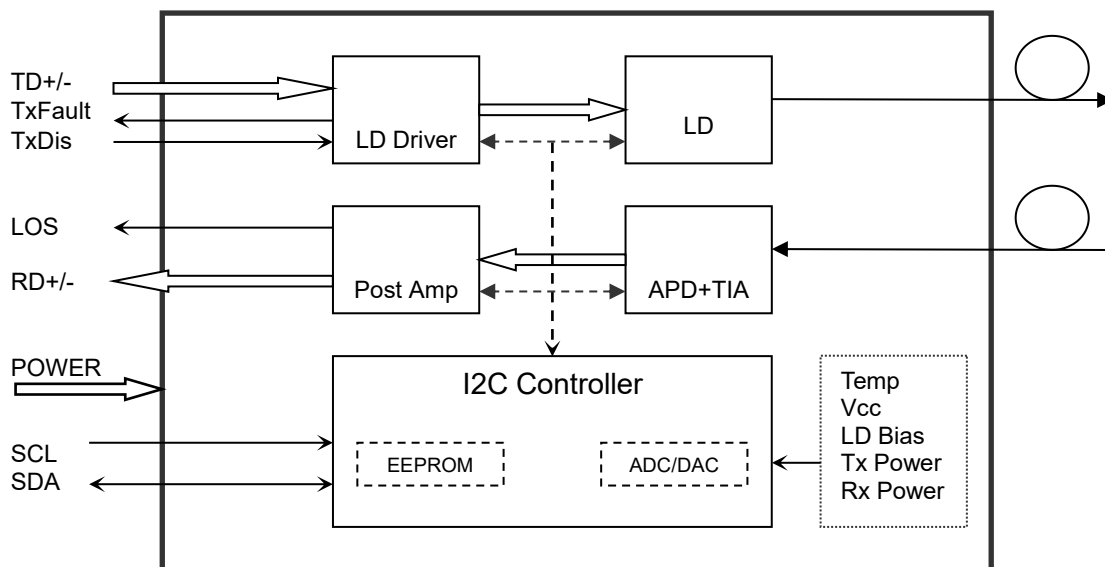 TD+/-
TxFault
TxDis
LD Driver
LD
LOS
RD+/-
Post Amp
APD+TIA
POWER
SCL
SDA
I2C Controller
EEPROM
ADC/DAC
Temp
Vcc
LD Bias
Tx Power
Rx Power